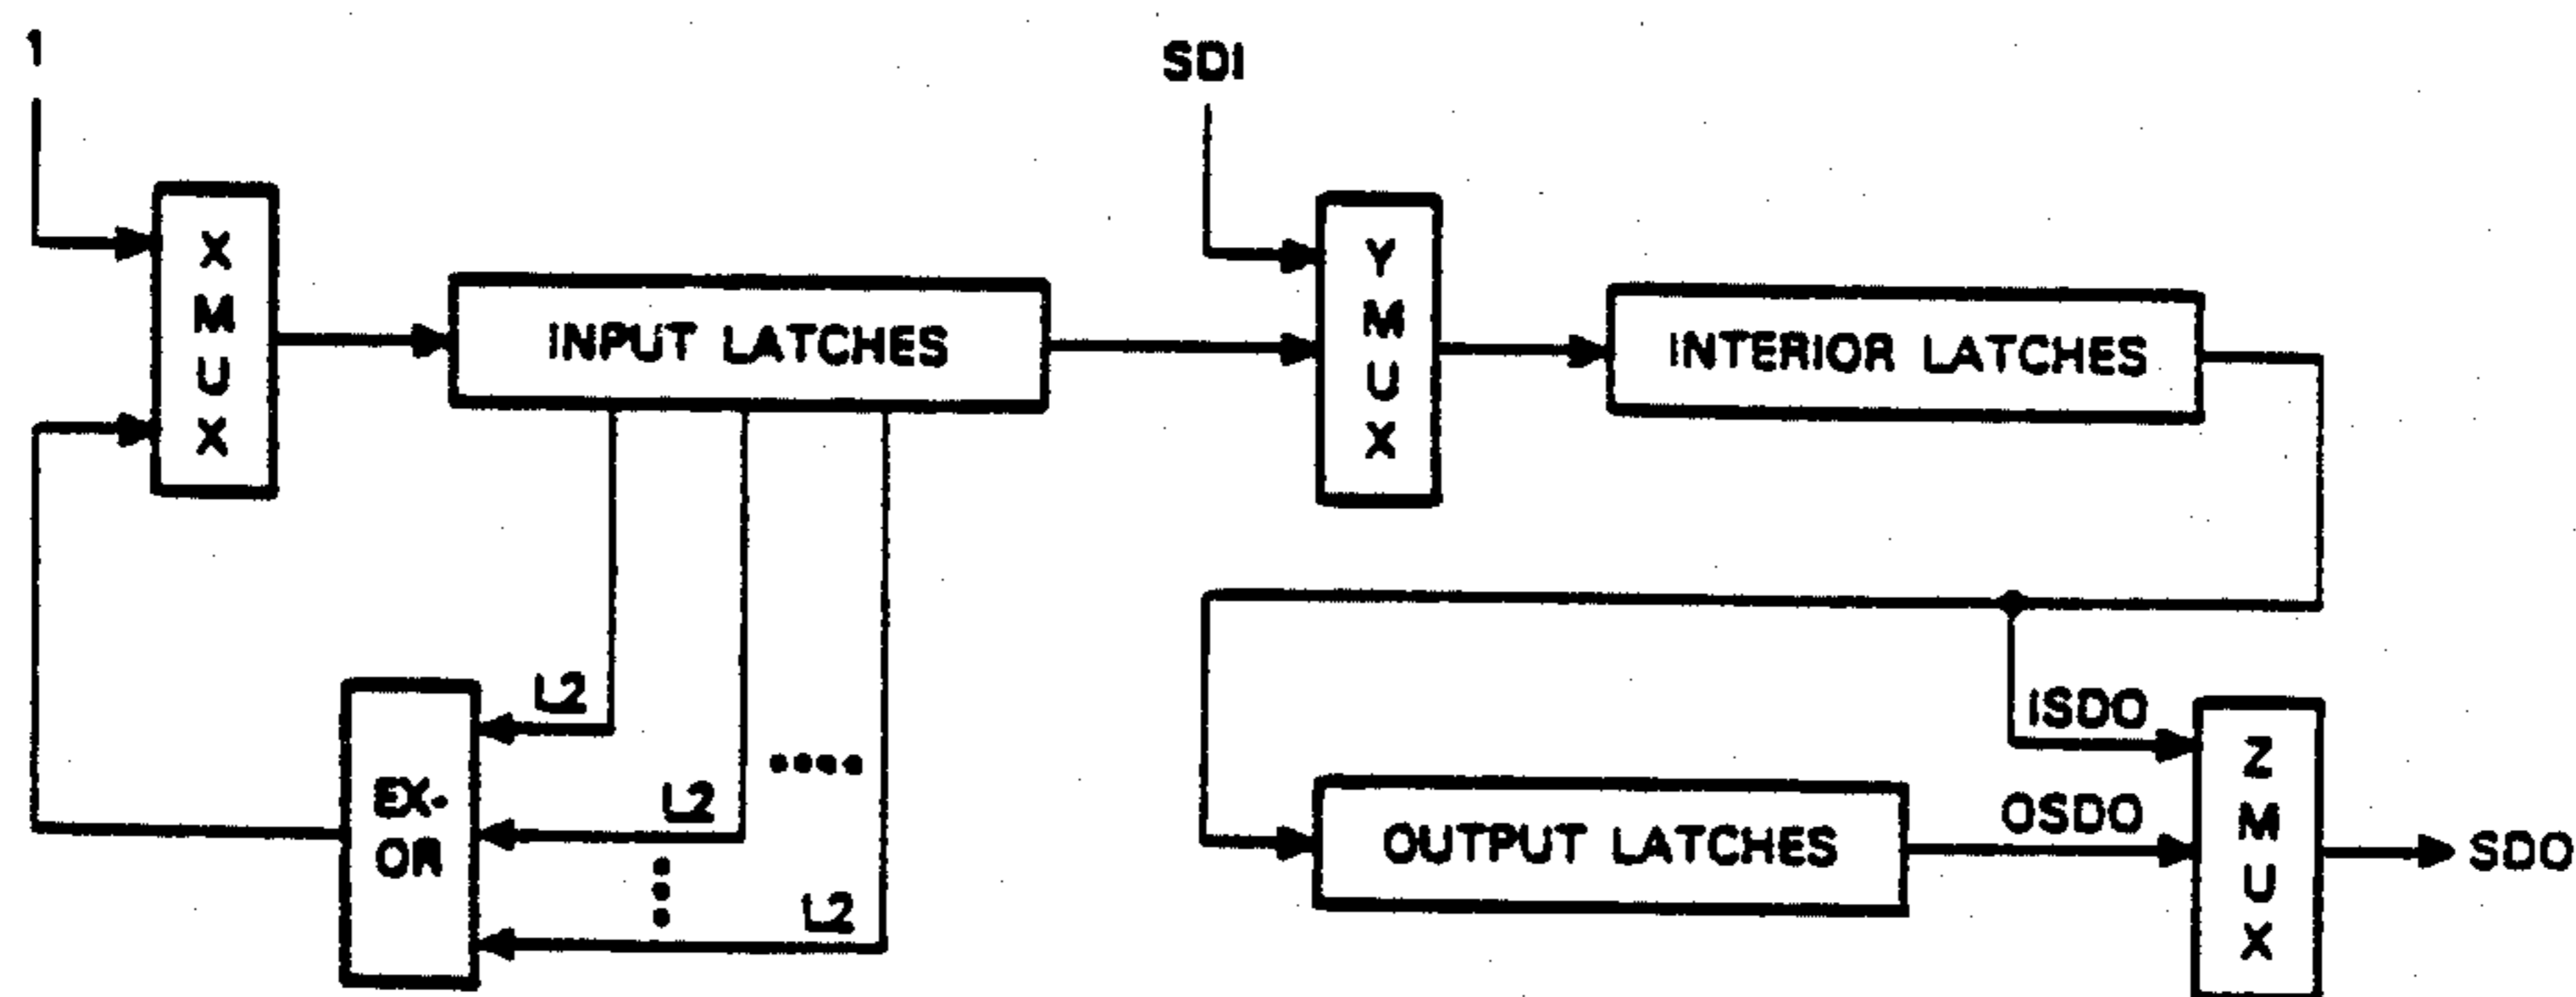 1
SDI
X
M
U
X
INPUT LATCHES
Y
M
U
X
INTERIOR LATCHES
L2
L2
L2
EX-
OR
ISDO
OSDO
OUTPUT LATCHES
Z
M
U
X
SDO